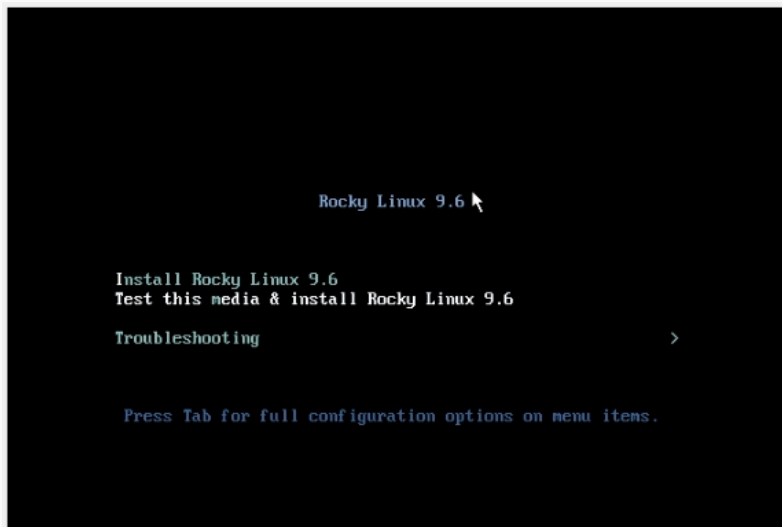 Rocky Linux 9.6
Install Rocky Linux 9.6
Test this media & install Rocky Linux 9.6
Troubleshooting >
Press Tab for full configuration options on menu items.